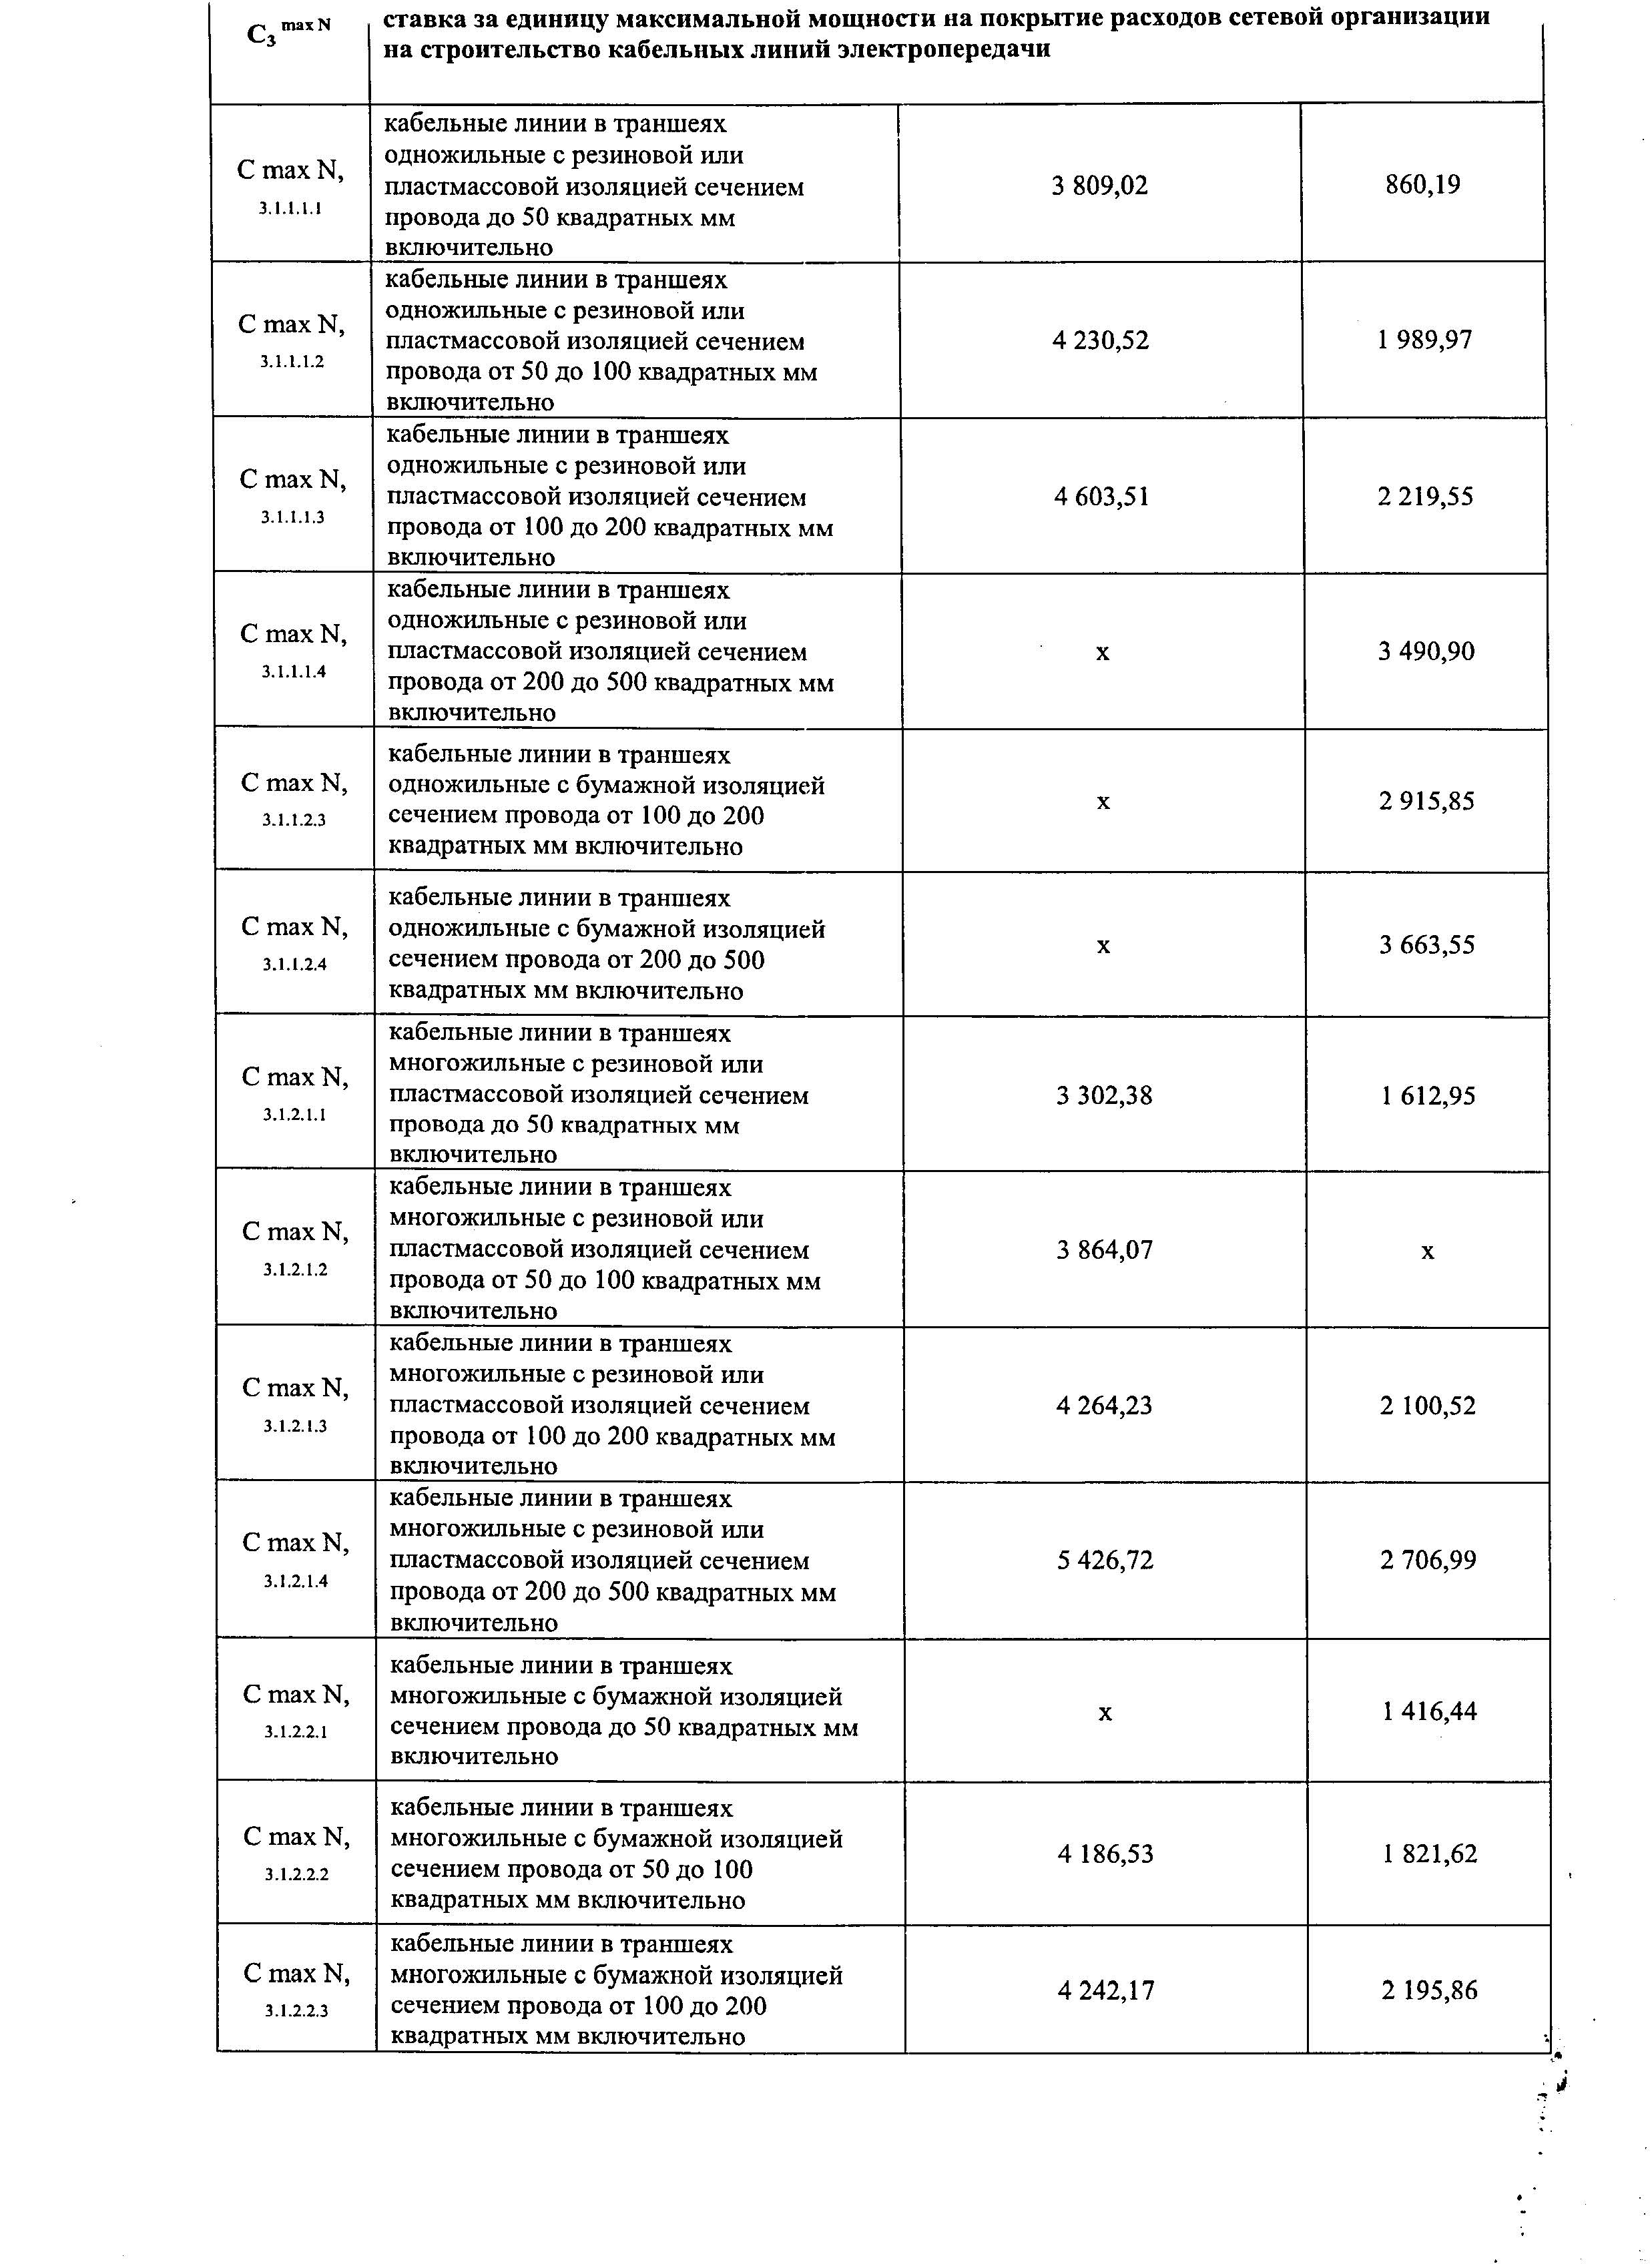 C₃ max N
ставка за единицу максимальной мощности на покрытие расходов сетевой организации
на строительство кабельных линий электропередачи
C max N,
3.1.1.1.1
кабельные линии в траншеях
одножильные с резиновой или
пластмассовой изоляцией сечением
провода до 50 квадратных мм
включительно
3 809,02
860,19
C max N,
3.1.1.1.2
кабельные линии в траншеях
одножильные с резиновой или
пластмассовой изоляцией сечением
провода от 50 до 100 квадратных мм
включительно
4 230,52
1 989,97
C max N,
3.1.1.1.3
кабельные линии в траншеях
одножильные с резиновой или
пластмассовой изоляцией сечением
провода от 100 до 200 квадратных мм
включительно
4 603,51
2 219,55
C max N,
3.1.1.1.4
кабельные линии в траншеях
одножильные с резиновой или
пластмассовой изоляцией сечением
провода от 200 до 500 квадратных мм
включительно
x
3 490,90
C max N,
3.1.1.2.3
кабельные линии в траншеях
одножильные с бумажной изоляцией
сечением провода от 100 до 200
квадратных мм включительно
x
2 915,85
C max N,
3.1.1.2.4
кабельные линии в траншеях
одножильные с бумажной изоляцией
сечением провода от 200 до 500
квадратных мм включительно
x
3 663,55
C max N,
3.1.2.1.1
кабельные линии в траншеях
многожильные с резиновой или
пластмассовой изоляцией сечением
провода до 50 квадратных мм
включительно
3 302,38
1 612,95
C max N,
3.1.2.1.2
кабельные линии в траншеях
многожильные с резиновой или
пластмассовой изоляцией сечением
провода от 50 до 100 квадратных мм
включительно
3 864,07
x
C max N,
3.1.2.1.3
кабельные линии в траншеях
многожильные с резиновой или
пластмассовой изоляцией сечением
провода от 100 до 200 квадратных мм
включительно
4 264,23
2 100,52
C max N,
3.1.2.1.4
кабельные линии в траншеях
многожильные с резиновой или
пластмассовой изоляцией сечением
провода от 200 до 500 квадратных мм
включительно
5 426,72
2 706,99
C max N,
3.1.2.2.1
кабельные линии в траншеях
многожильные с бумажной изоляцией
сечением провода до 50 квадратных мм
включительно
x
1 416,44
C max N,
3.1.2.2.2
кабельные линии в траншеях
многожильные с бумажной изоляцией
сечением провода от 50 до 100
квадратных мм включительно
4 186,53
1 821,62
C max N,
3.1.2.2.3
кабельные линии в траншеях
многожильные с бумажной изоляцией
сечением провода от 100 до 200
квадратных мм включительно
4 242,17
2 195,86